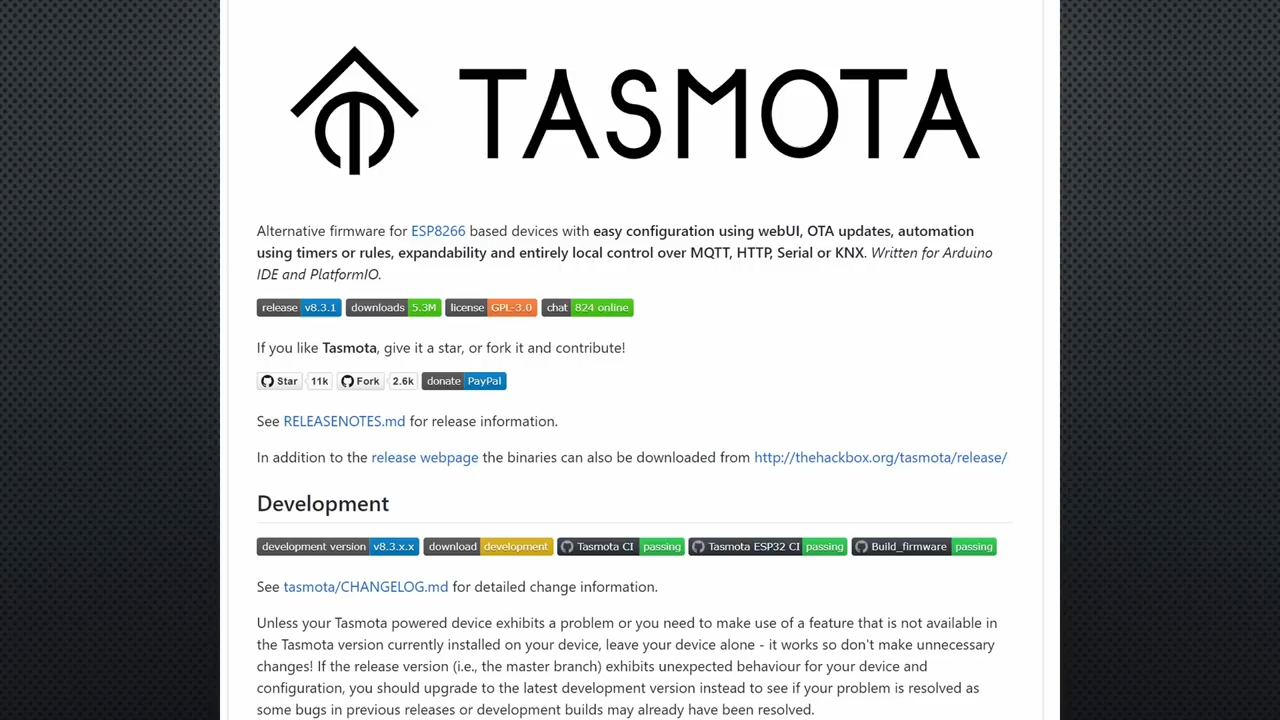 TASMOTA
Alternative firmware for ESP8266 based devices with easy configuration using webUI, OTA updates, automation
using timers or rules, expandability and entirely local control over MQTT, HTTP, Serial or KNX. Written for Arduino
IDE and PlatformIO.
release v8.3.1 downloads 5.3M license GPL-3.0 chat 824 online
If you like Tasmota, give it a star, or fork it and contribute!
Star 11k Fork 2.6k donate PayPal
See RELEASENOTES.md for release information.
In addition to the release webpage the binaries can also be downloaded from http://thehackbox.org/tasmota/release/
Development
development version v8.3.x.x download development Tasmota CI passing Tasmota ESP32 CI passing Build_firmware passing
See tasmota/CHANGELOG.md for detailed change information.
Unless your Tasmota powered device exhibits a problem or you need to make use of a feature that is not available in
the Tasmota version currently installed on your device, leave your device alone - it works so don't make unnecessary
changes! If the release version (i.e., the master branch) exhibits unexpected behaviour for your device and
configuration, you should upgrade to the latest development version instead to see if your problem is resolved as
some bugs in previous releases or development builds may already have been resolved.